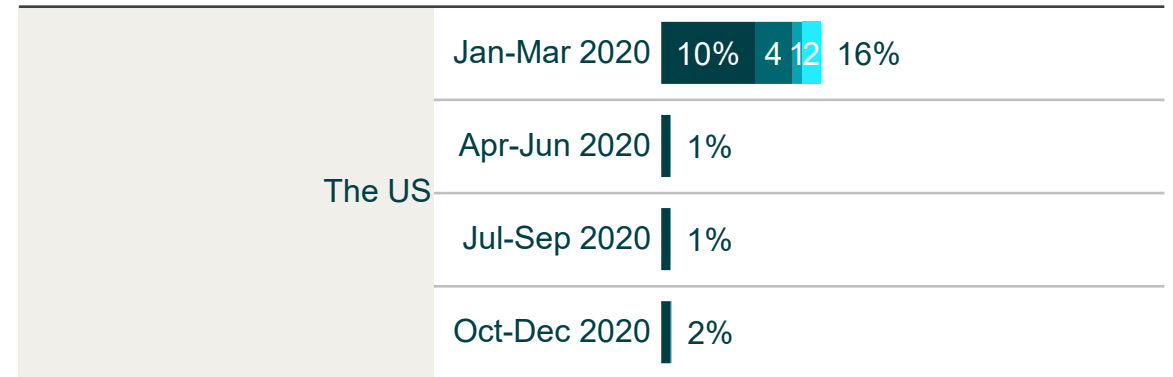 Jan-Mar 2020 10% 4 1 2 16%
Apr-Jun 2020 1%
The US
Jul-Sep 2020 1%
Oct-Dec 2020 2%